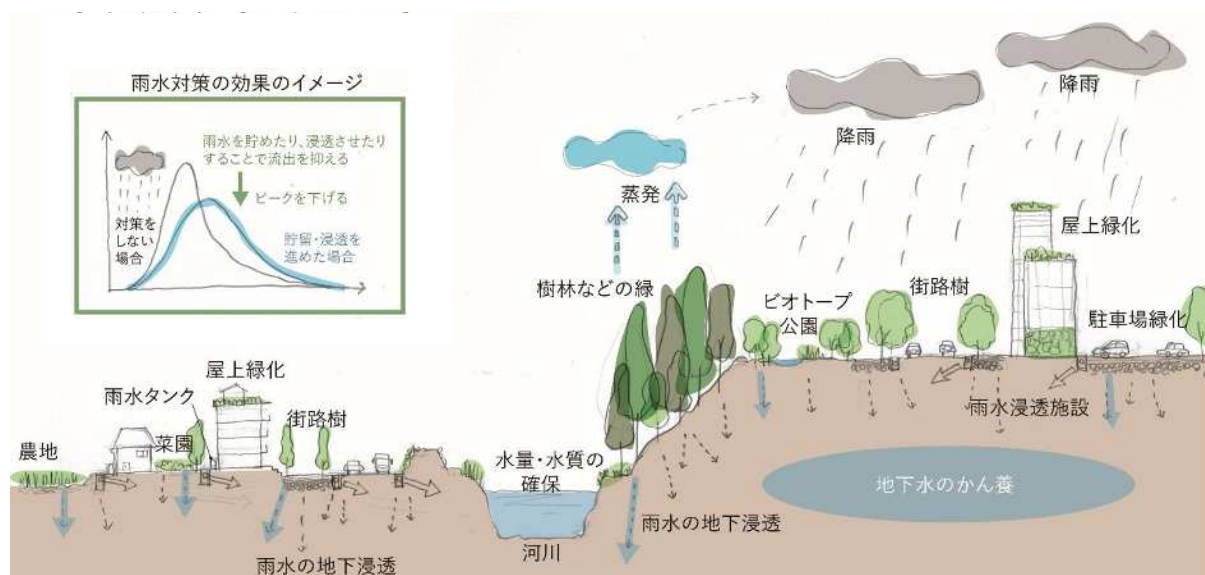 雨水対策の効果のイメージ
雨水を貯めたり、浸透させたり
することで流出を抑える
ピークを下げる
対策を
しない
場合
貯留・浸透を
進めた場合
降雨
降雨
蒸発
樹林などの緑
ビオトープ
公園
街路樹
屋上緑化
駐車場緑化
雨水浸透施設
地下水のかん養
屋上緑化
雨水タンク
街路樹
農地
菜園
水量・水質の
確保
河川
雨水の地下浸透
雨水の地下浸透